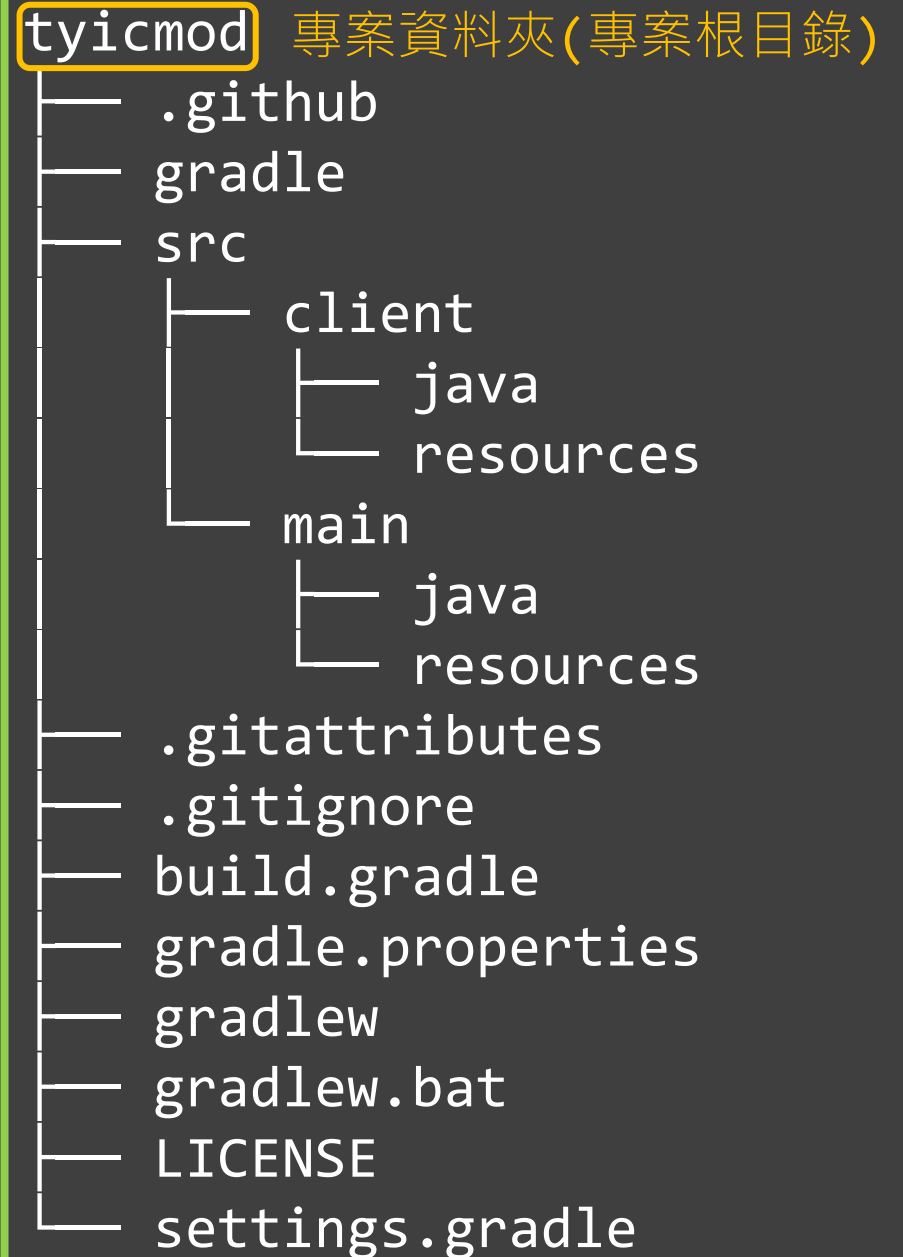 tyicmod 專案資料夾(專案根目錄)
.github
gradle
src
client
java
resources
main
java
resources
.gitattributes
.gitignore
build.gradle
gradle.properties
gradlew
gradlew.bat
LICENSE
settings.gradle